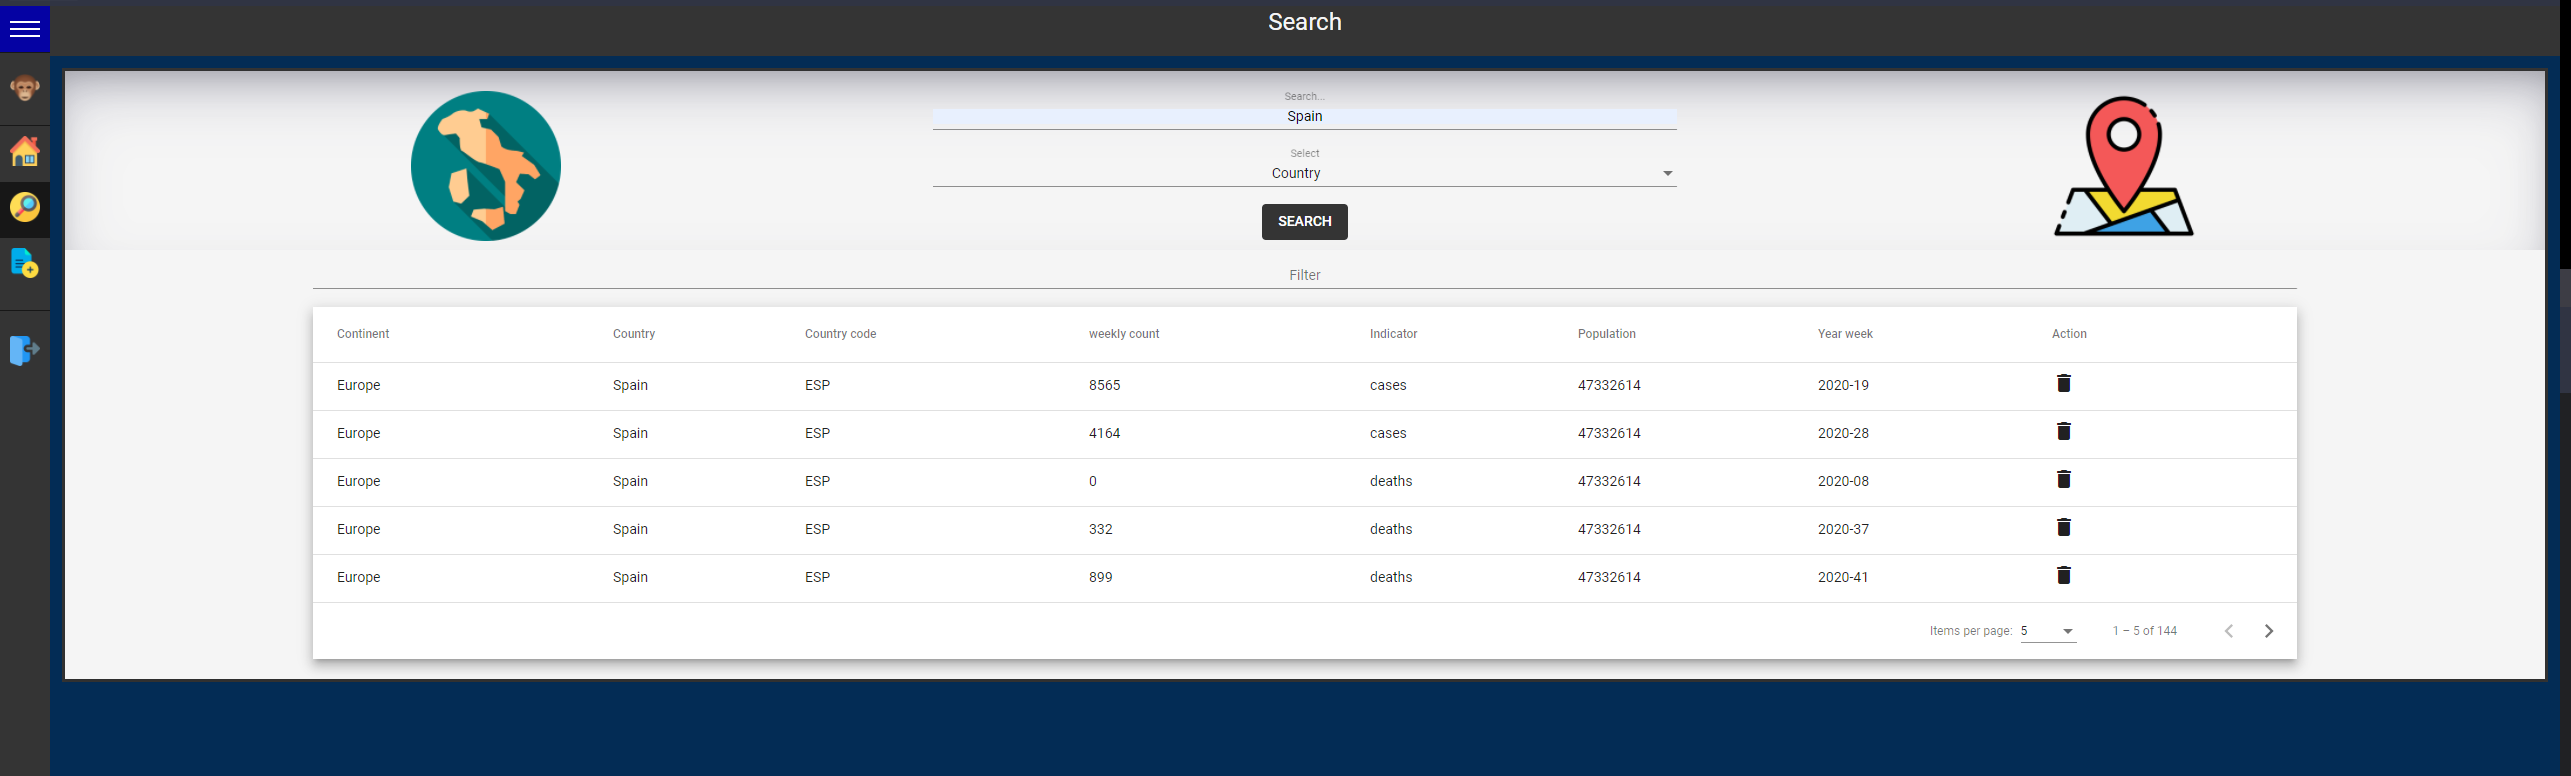 Search
Search...
Spain
Select
Country
SEARCH
Filter
Continent Country Country code weekly count Indicator Population Year week Action
Europe Spain ESP 8565 cases 47332614 2020-19
Europe Spain ESP 4164 cases 47332614 2020-28
Europe Spain ESP 0 deaths 47332614 2020-08
Europe Spain ESP 332 deaths 47332614 2020-37
Europe Spain ESP 899 deaths 47332614 2020-41
Items per page: 5 1 – 5 of 144